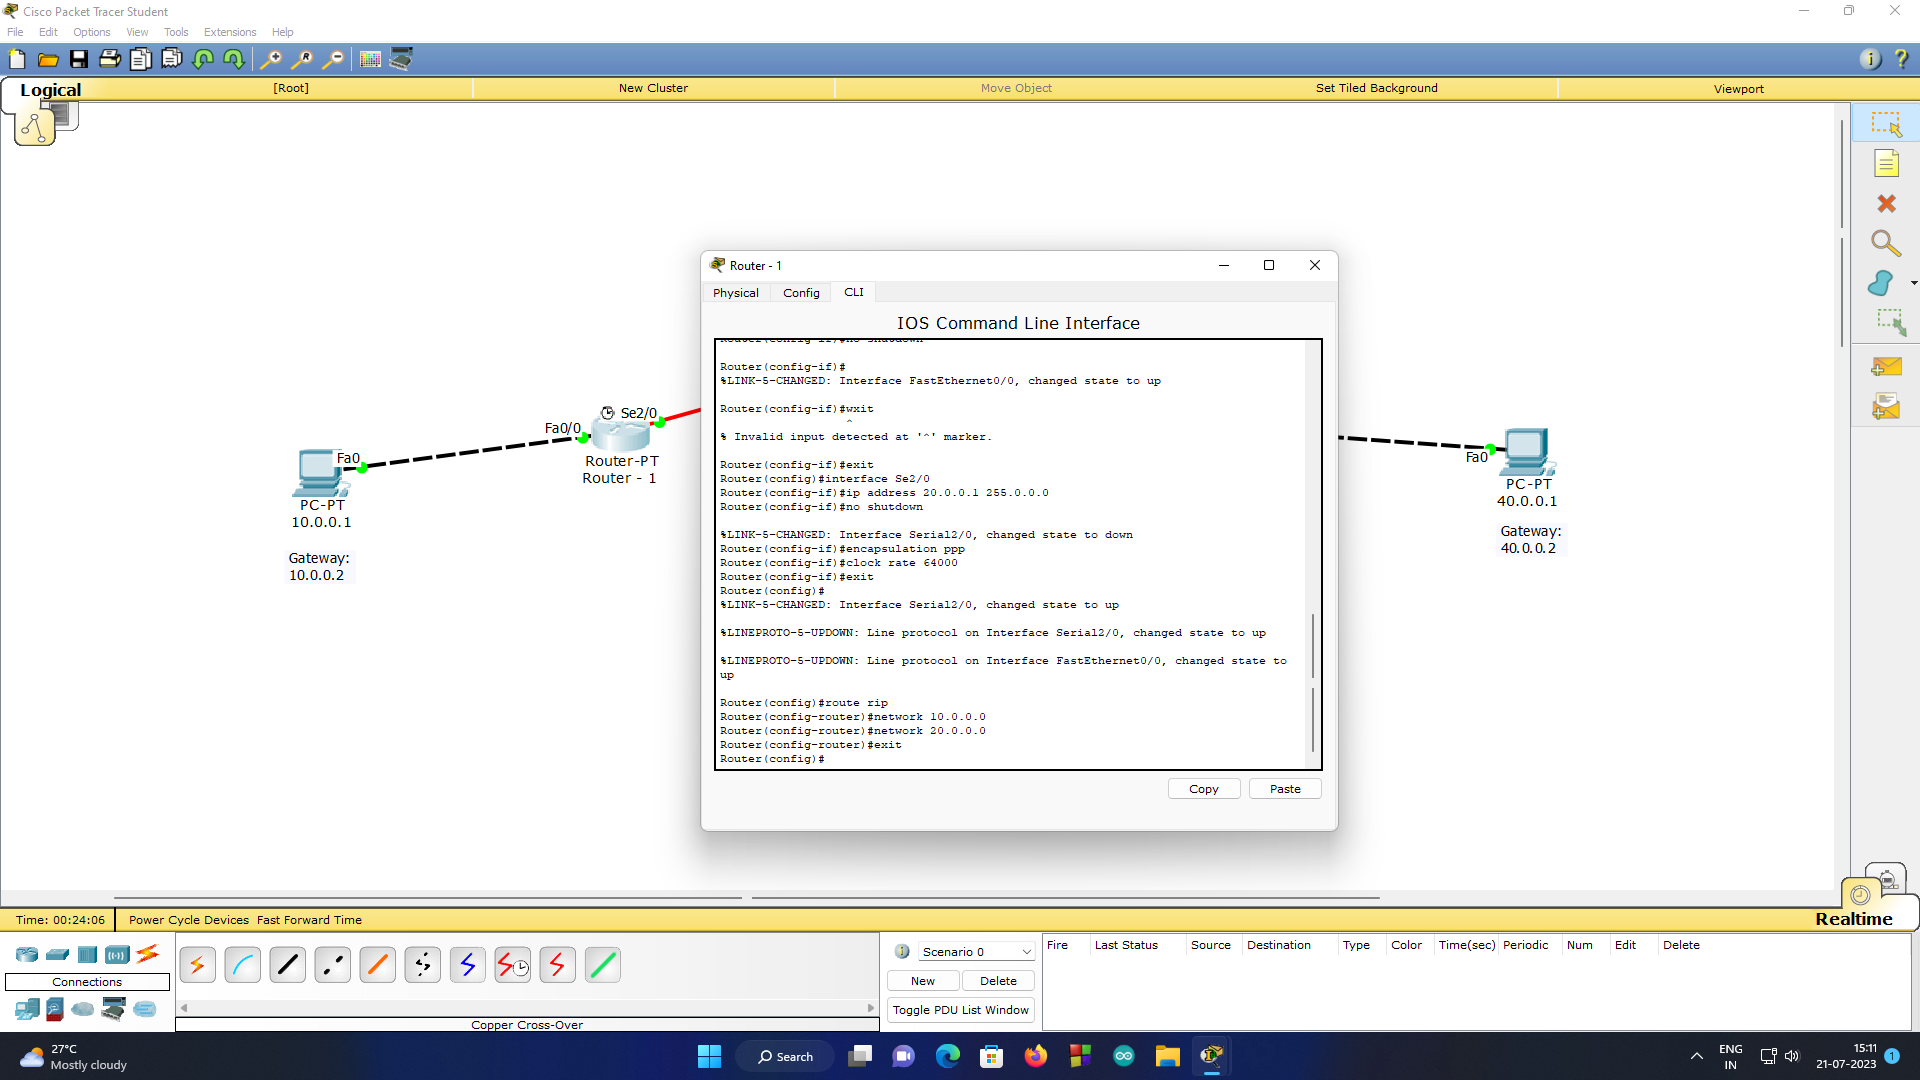 Cisco Packet Tracer Student
File Edit Options View Tools Extensions Help
Logical [Root] New Cluster Move Object Set Tiled Background Viewport
Router - 1
Physical Config CLI
IOS Command Line Interface
Router(config-if)#no shutdown
Router(config-if)#
%LINK-5-CHANGED: Interface FastEthernet0/0, changed state to up
Router(config-if)#wxit
^
% Invalid input detected at '^' marker.
Router(config-if)#exit
Router(config)#interface Se2/0
Router(config-if)#ip address 20.0.0.1 255.0.0.0
Router(config-if)#no shutdown
%LINK-5-CHANGED: Interface Serial2/0, changed state to down
Router(config-if)#encapsulation ppp
Router(config-if)#clock rate 64000
Router(config-if)#exit
Router(config)#
%LINK-5-CHANGED: Interface Serial2/0, changed state to up
%LINEPROTO-5-UPDOWN: Line protocol on Interface Serial2/0, changed state to up
%LINEPROTO-5-UPDOWN: Line protocol on Interface FastEthernet0/0, changed state to
up
Router(config)#route rip
Router(config-router)#network 10.0.0.0
Router(config-router)#network 20.0.0.0
Router(config-router)#exit
Router(config)#
Copy Paste
Se2/0
Fa0/0
Router-PT
Router - 1
Fa0
PC-PT
10.0.0.1
Gateway:
10.0.0.2
Fa0
PC-PT
40.0.0.1
Gateway:
40.0.0.2
Realtime
Time: 00:24:06 Power Cycle Devices Fast Forward Time
Connections
Copper Cross-Over
Scenario 0
New Delete
Toggle PDU List Window
Fire Last Status Source Destination Type Color Time(sec) Periodic Num Edit Delete
27°C
Mostly cloudy
Search
ENG
IN
15:11
21-07-2023
1